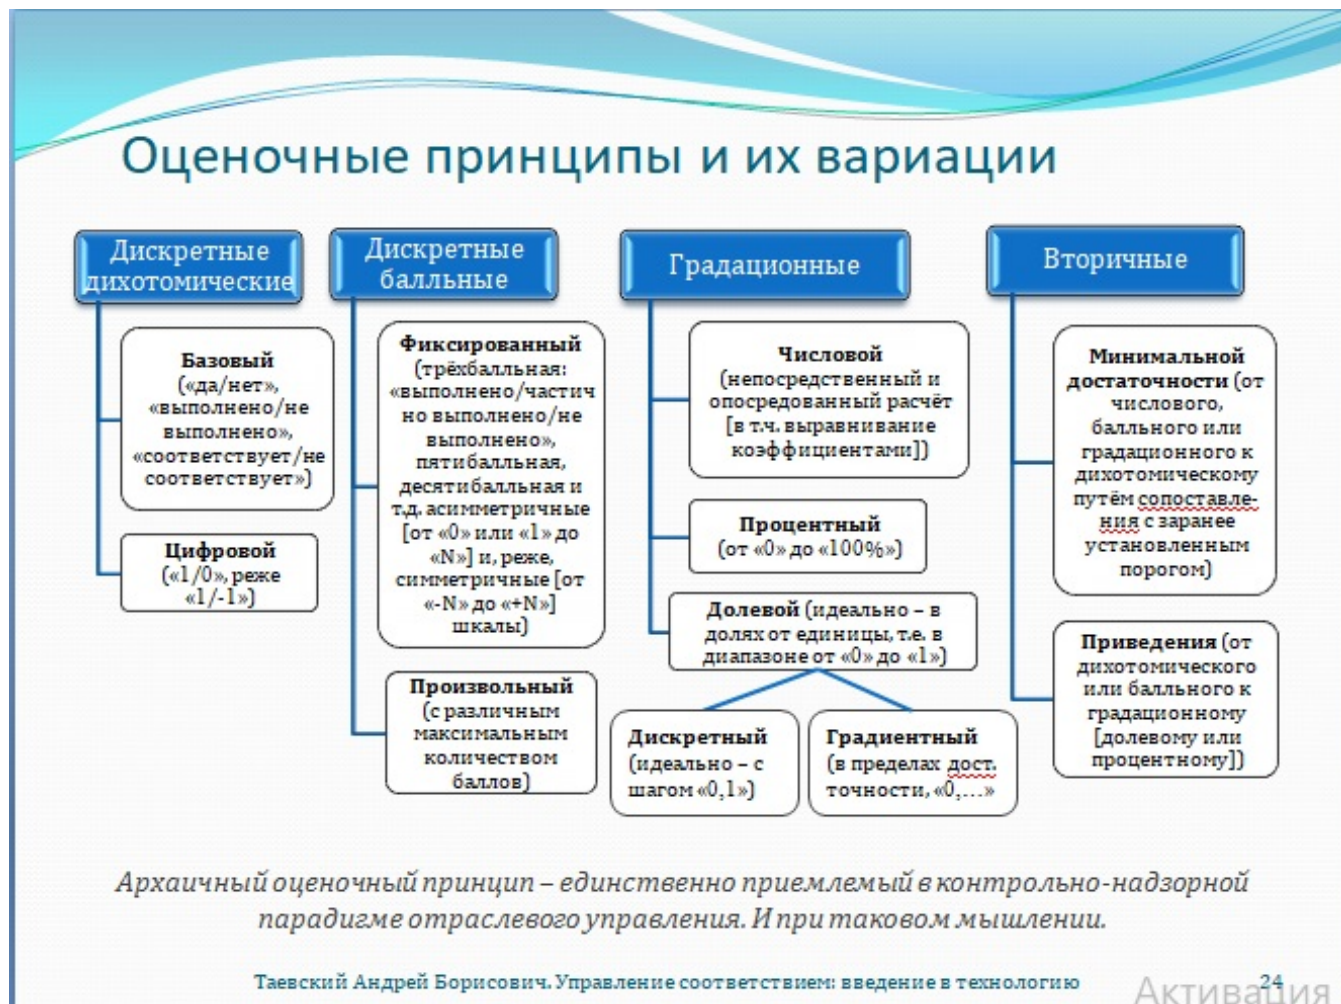 Оценочные принципы и их вариации
Дискретные
дихотомические
Базовый
(«да/нет»,
«выполнено/не
выполнено»,
«соответствует/не
соответствует»)
Цифровой
(«1/0», реже
«1/-1»)
Дискретные
балльные
Фиксированный
(трёхбалльная:
«выполнено/частич
но выполнено/не
выполнено»,
пятибалльная,
десятибалльная и
т.д. асимметричные
[от «0» или «1» до
«N»] и, реже,
симметричные [от
«-N» до «+N»]
шкалы)
Произвольный
(с различным
максимальным
количеством
баллов)
Градационные
Числовой
(непосредственный и
опосредованный расчёт
[в т.ч. выравнивание
коэффициентами])
Процентный
(от «0» до «100%»)
Долевой (идеально – в
долях от единицы, т.е. в
диапазоне от «0» до «1»)
Дискретный
(идеально – с
шагом «0,1»)
Градиентный
(в пределах дост.
точности, «0,…»
Вторичные
Минимальной
достаточности (от
числового,
балльного или
градационного к
дихотомическому
путём сопоставле-
ния с заранее
установленным
порогом)
Приведения (от
дихотомического
или балльного к
градационному
[долевому или
процентному])
Архаичный оценочный принцип – единственно приемлемый в контрольно-надзорной
парадигме отраслевого управления. И при таковом мышлении.
Таевский Андрей Борисович. Управление соответствием: введение в технологию
24
Активация